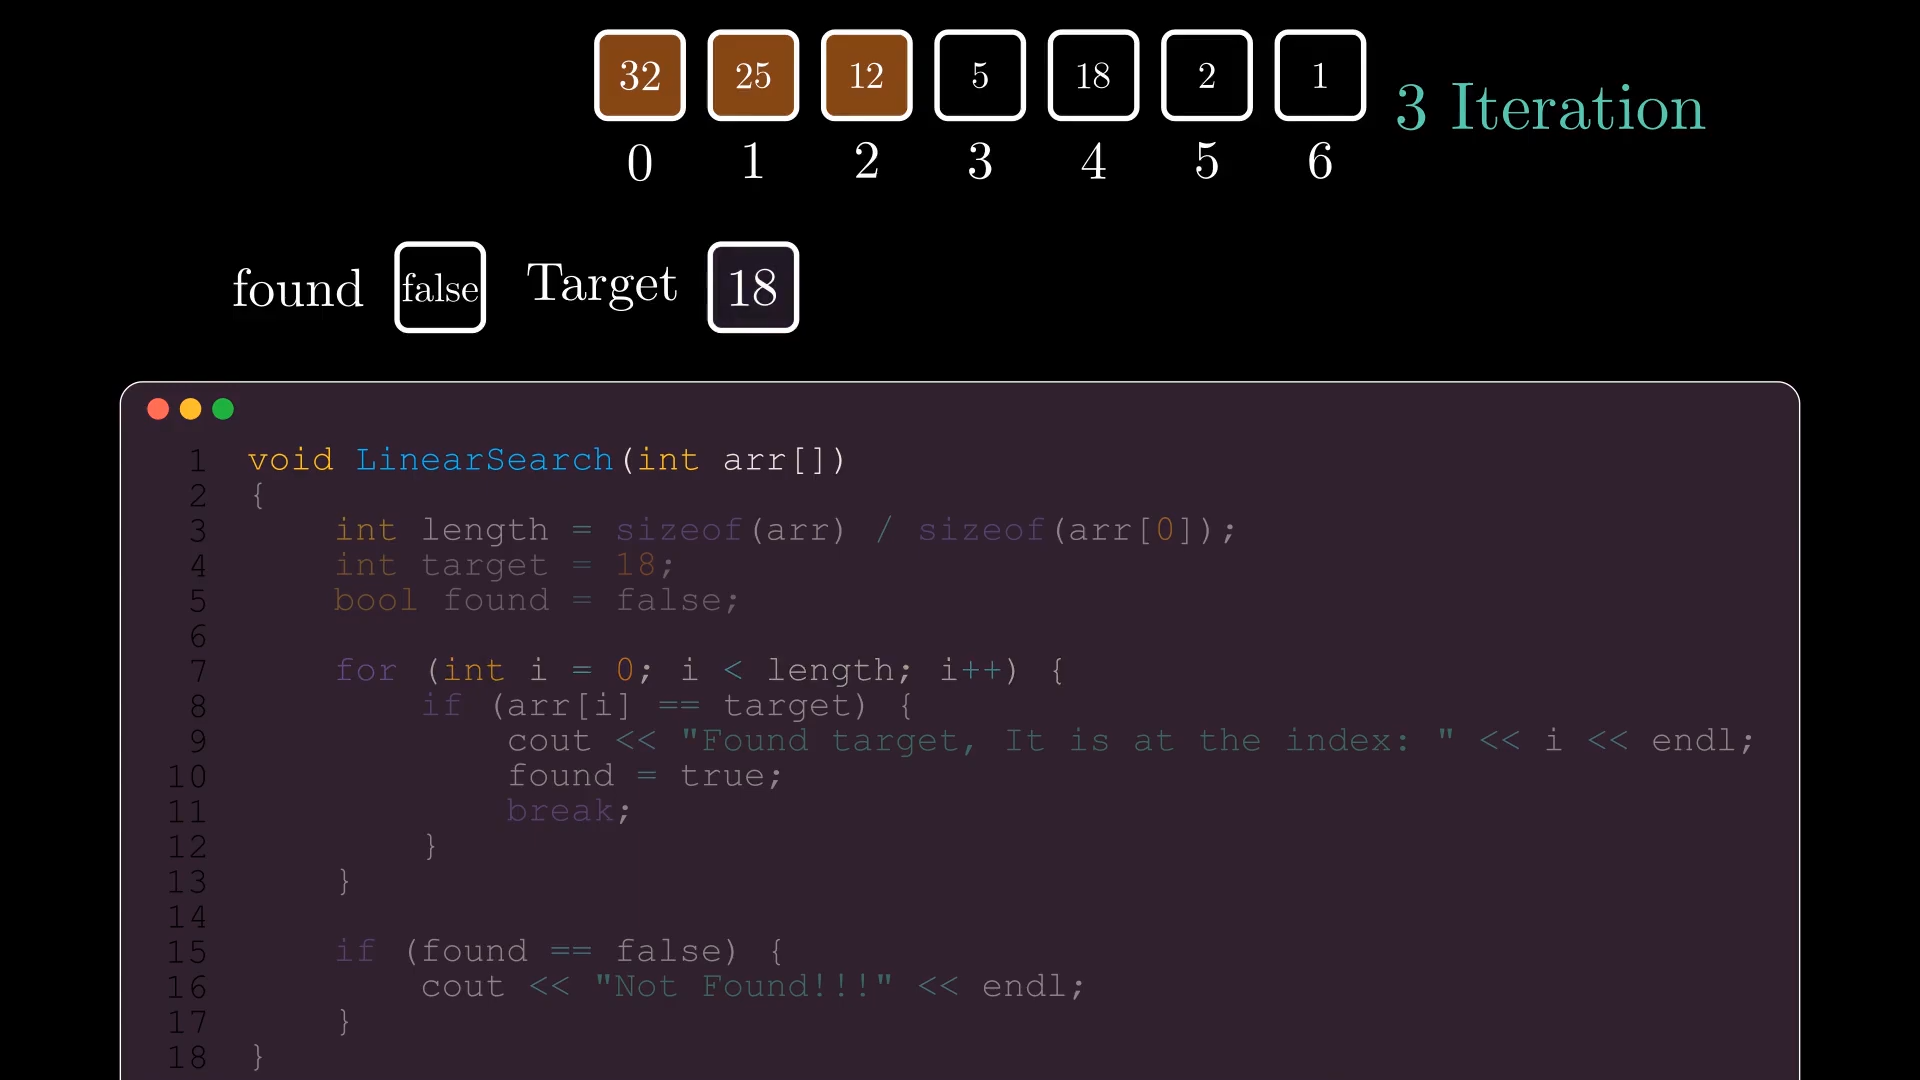 32 25 12 5 18 2 1
3 Iteration
0 1 2 3 4 5 6
found false Target 18
1 void LinearSearch(int arr[])
2 {
3     int length = sizeof(arr) / sizeof(arr[0]);
4     int target = 18;
5     bool found = false;
6
7     for (int i = 0; i < length; i++) {
8         if (arr[i] == target) {
9             cout << "Found target, It is at the index: " << i << endl;
10             found = true;
11             break;
12         }
13     }
14
15     if (found == false) {
16         cout << "Not Found!!!" << endl;
17     }
18 }